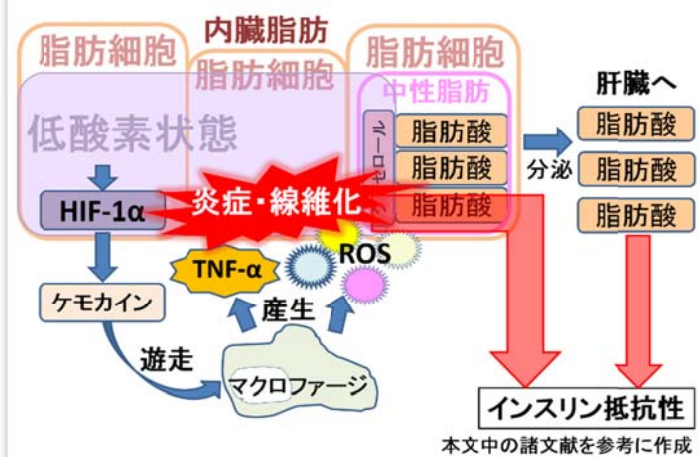 内臓脂肪
脂肪細胞
脂肪細胞
脂肪細胞
中性脂肪
肝臓へ
低酸素状態
セロール
脂肪酸
脂肪酸
脂肪酸
分泌
脂肪酸
脂肪酸
脂肪酸
HIF-1α
炎症・線維化
TNF-α
ROS
ケモカイン
産生
遊走
マクロファージ
インスリン抵抗性
本文中の諸文献を参考に作成